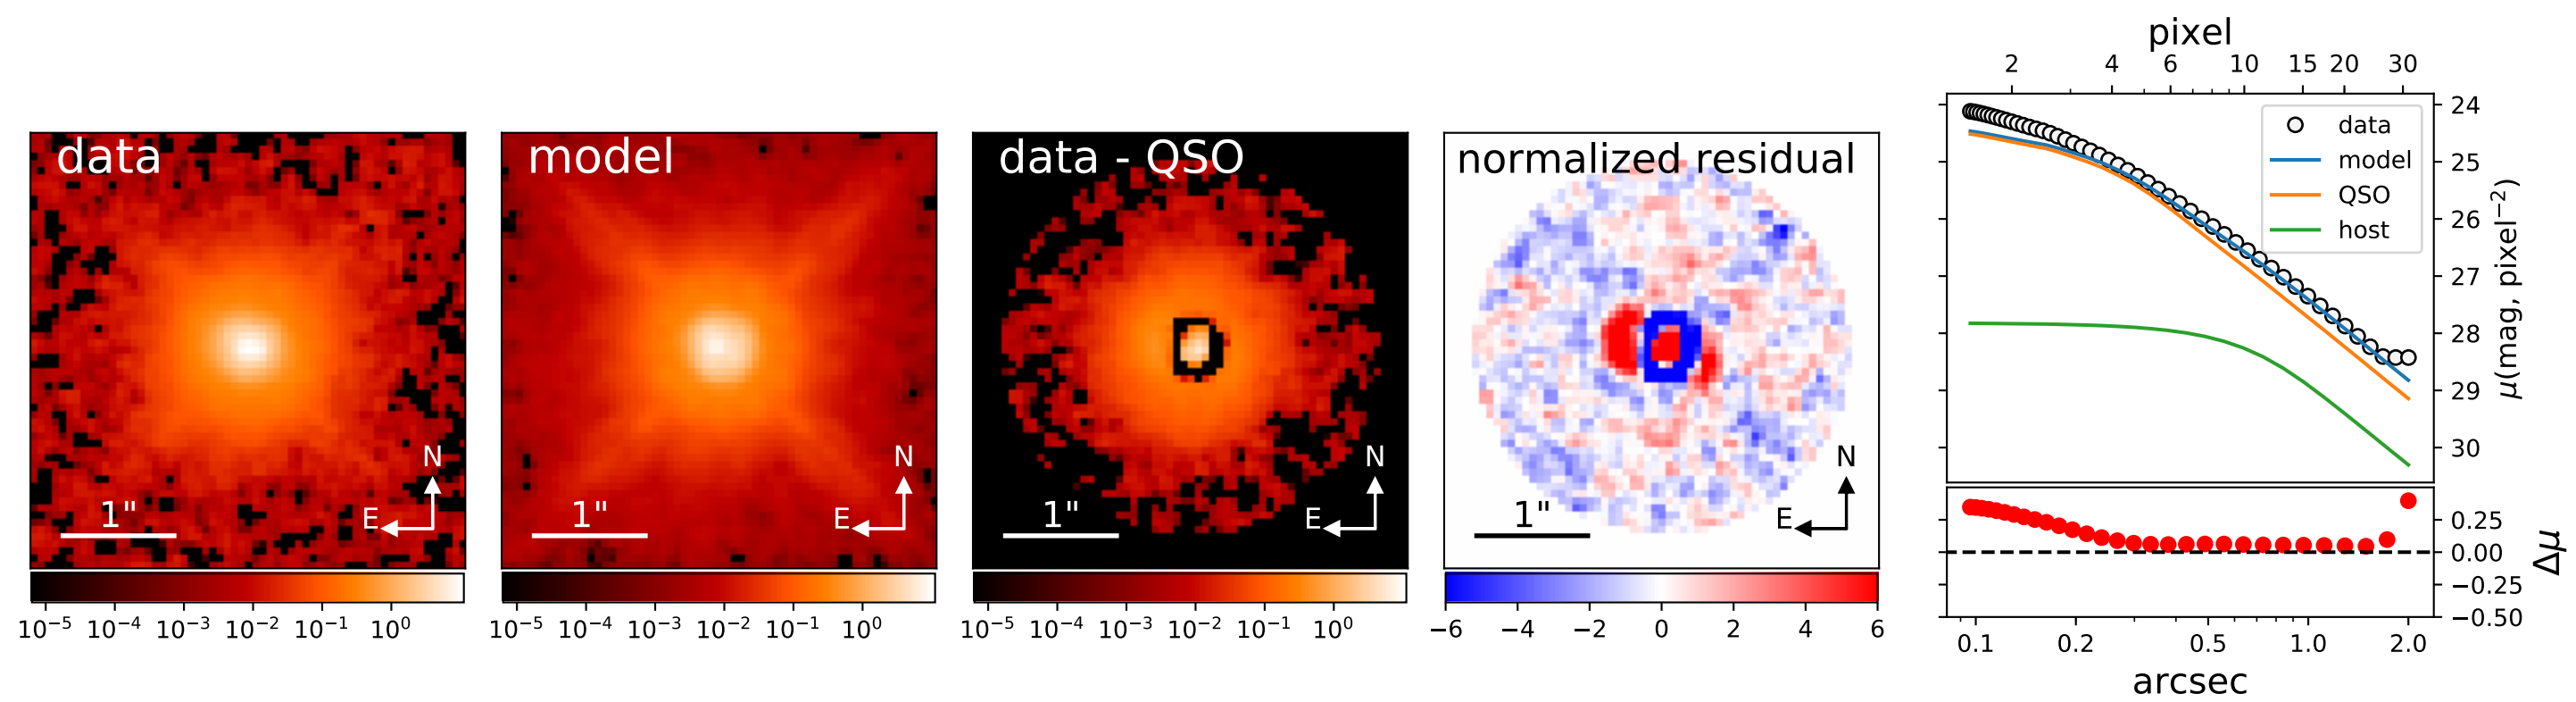 data
N
E
1"
10⁻⁵ 10⁻⁴ 10⁻³ 10⁻² 10⁻¹ 10⁰
model
N
E
1"
10⁻⁵ 10⁻⁴ 10⁻³ 10⁻² 10⁻¹ 10⁰
data - QSO
N
E
1"
10⁻⁵ 10⁻⁴ 10⁻³ 10⁻² 10⁻¹ 10⁰
normalized residual
N
E
1"
−6 −4 −2 0 2 4 6
pixel
2 4 6 10 15 20 30
data
model
QSO
host
24
25
26
27
28
29
30
μ(mag, pixel⁻²)
0.25
0.00
−0.25
−0.50
Δμ
0.1 0.2 0.5 1.0 2.0
arcsec